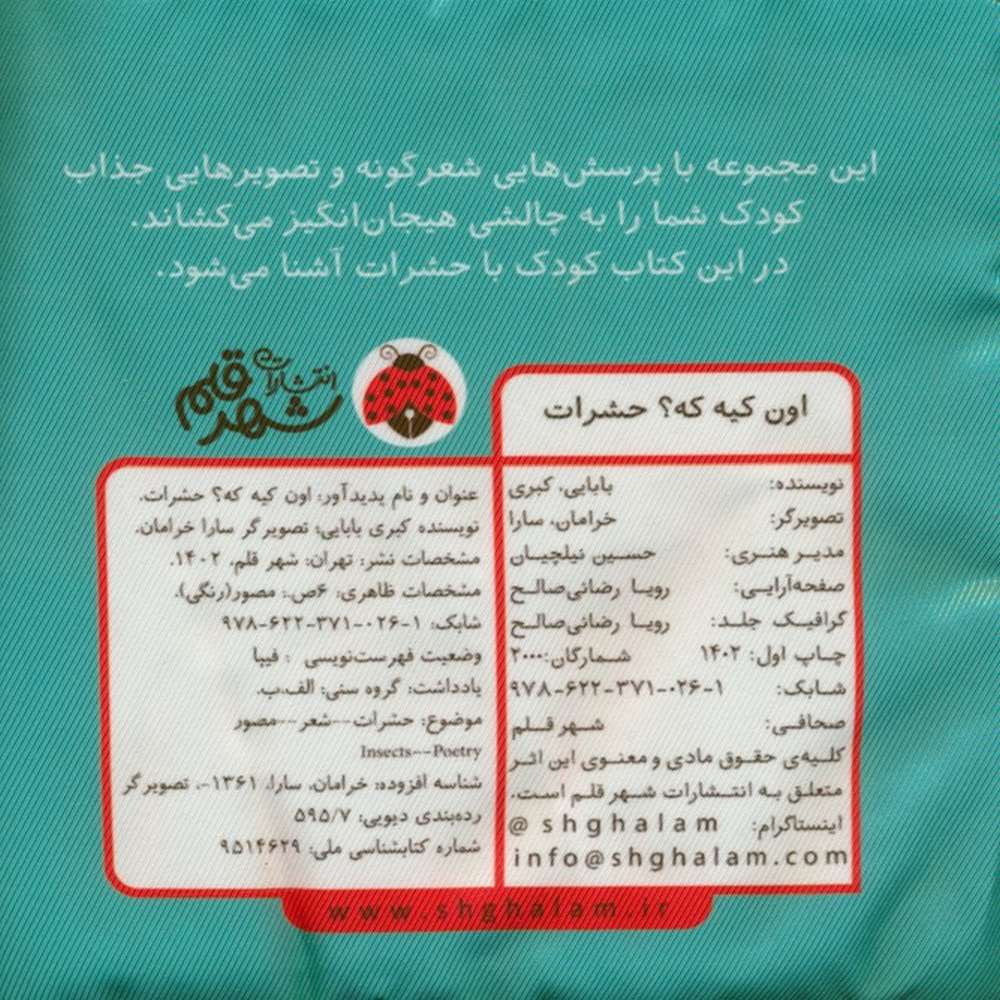 این مجموعه با پرسش‌هایی شعرگونه و تصویرهایی جذاب
کودک شما را به چالشی هیجان‌انگیز می‌کشاند.
در این کتاب کودک با حشرات آشنا می‌شود.
انتشارات
شهر قلم
اون کیه که؟ حشرات
نویسنده: بابایی، کبری
تصویرگر: خرامان، سارا
مدیر هنری: حسین نیلچیان
صفحه‌آرایی: رویا رضائی‌صالح
گرافیک جلد: رویا رضائی‌صالح
چاپ اول: ۱۴۰۲ شمارگان: ۲۰۰۰
شابک: ۹۷۸-۶۲۲-۳۷۱-۰۲۶-۱
صحافی: شهر قلم
کلیه‌ی حقوق مادی و معنوی این اثر
متعلق به انتشارات شهر قلم است.
اینستاگرام: @ shghalam
info@shghalam.com
عنوان و نام پدیدآور: اون کیه که؟ حشرات.
نویسنده کبری بابایی؛ تصویرگر سارا خرامان.
مشخصات نشر: تهران: شهر قلم، ۱۴۰۲.
مشخصات ظاهری: ۶ص.: مصور(رنگی).
شابک: ۹۷۸-۶۲۲-۳۷۱-۰۲۶-۱
وضعیت فهرست‌نویسی : فیپا
یادداشت: گروه سنی: الف،ب.
موضوع: حشرات--شعر--مصور
Insects--Poetry
شناسه افزوده: خرامان، سارا، ۱۳۶۱-، تصویرگر
رده‌بندی دیویی: ۵۹۵/۷
شماره کتابشناسی ملی: ۹۵۱۴۶۲۹
www.shghalam.ir